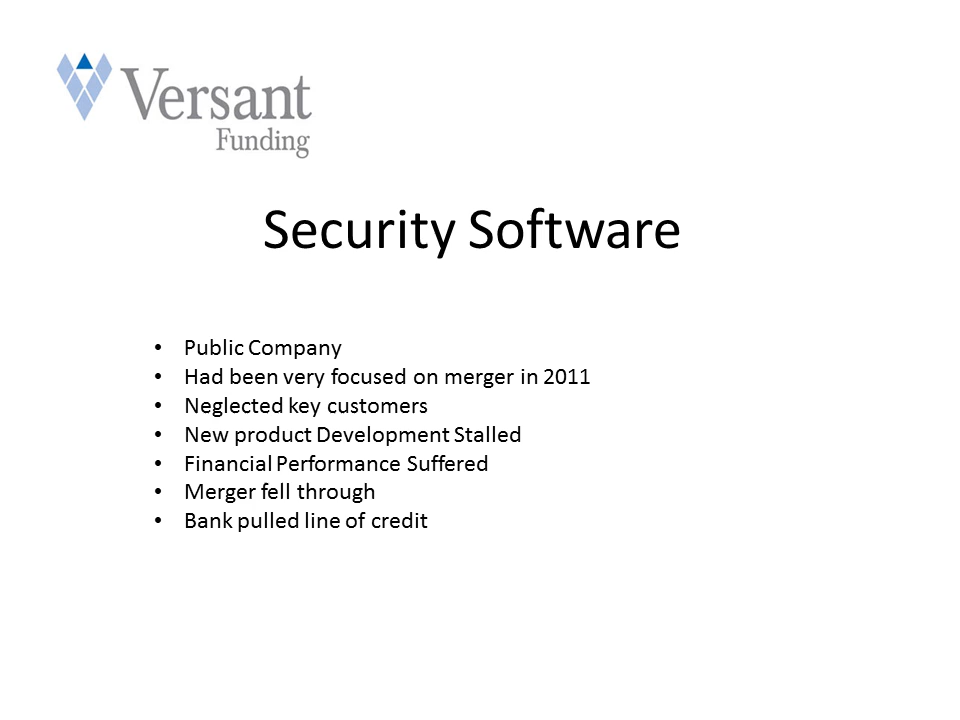 Versant
Funding
Security Software
• Public Company
• Had been very focused on merger in 2011
• Neglected key customers
• New product Development Stalled
• Financial Performance Suffered
• Merger fell through
• Bank pulled line of credit